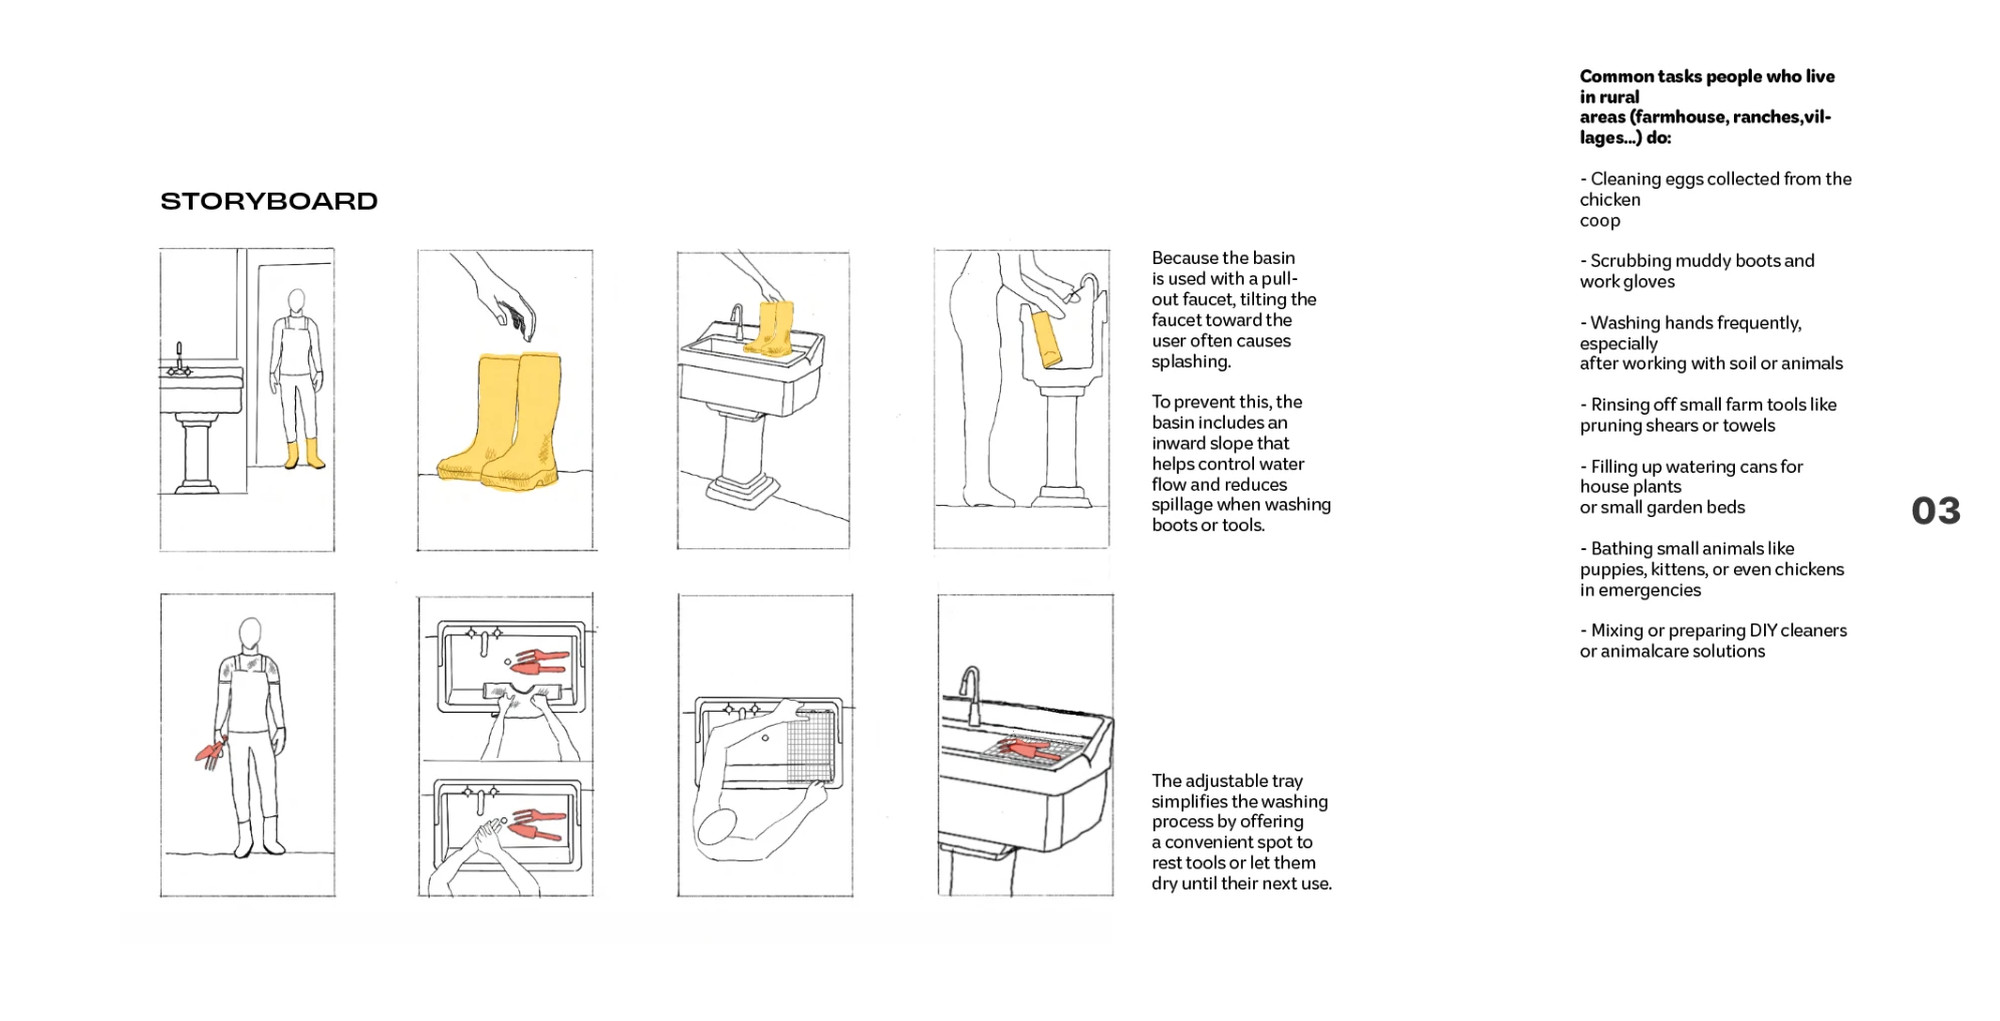 STORYBOARD
Because the basin
is used with a pull-
out faucet, tilting the
faucet toward the
user often causes
splashing.
To prevent this, the
basin includes an
inward slope that
helps control water
flow and reduces
spillage when washing
boots or tools.
The adjustable tray
simplifies the washing
process by offering
a convenient spot to
rest tools or let them
dry until their next use.
Common tasks people who live
in rural
areas (farmhouse, ranches,vil-
lages...) do:
- Cleaning eggs collected from the
chicken
coop
- Scrubbing muddy boots and
work gloves
- Washing hands frequently,
especially
after working with soil or animals
- Rinsing off small farm tools like
pruning shears or towels
- Filling up watering cans for
house plants
or small garden beds
- Bathing small animals like
puppies, kittens, or even chickens
in emergencies
- Mixing or preparing DIY cleaners
or animalcare solutions
03